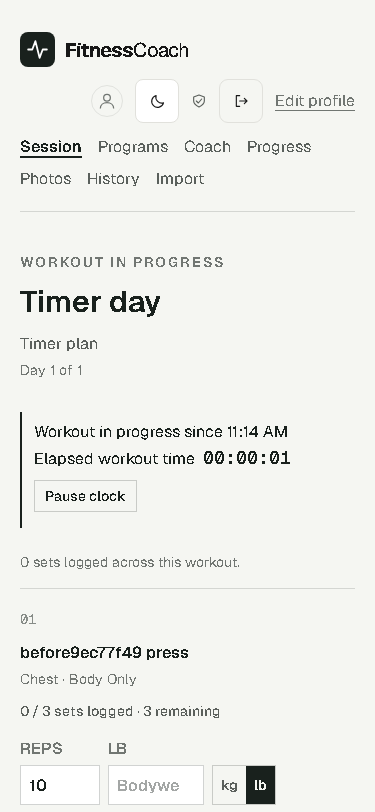 FitnessCoach
Edit profile
Session Programs Coach Progress
Photos History Import
WORKOUT IN PROGRESS
Timer day
Timer plan
Day 1 of 1
Workout in progress since 11:14 AM
Elapsed workout time 00:00:01
Pause clock
0 sets logged across this workout.
01
before9ec77f49 press
Chest · Body Only
0 / 3 sets logged · 3 remaining
REPS LB
10 Bodywe kg lb